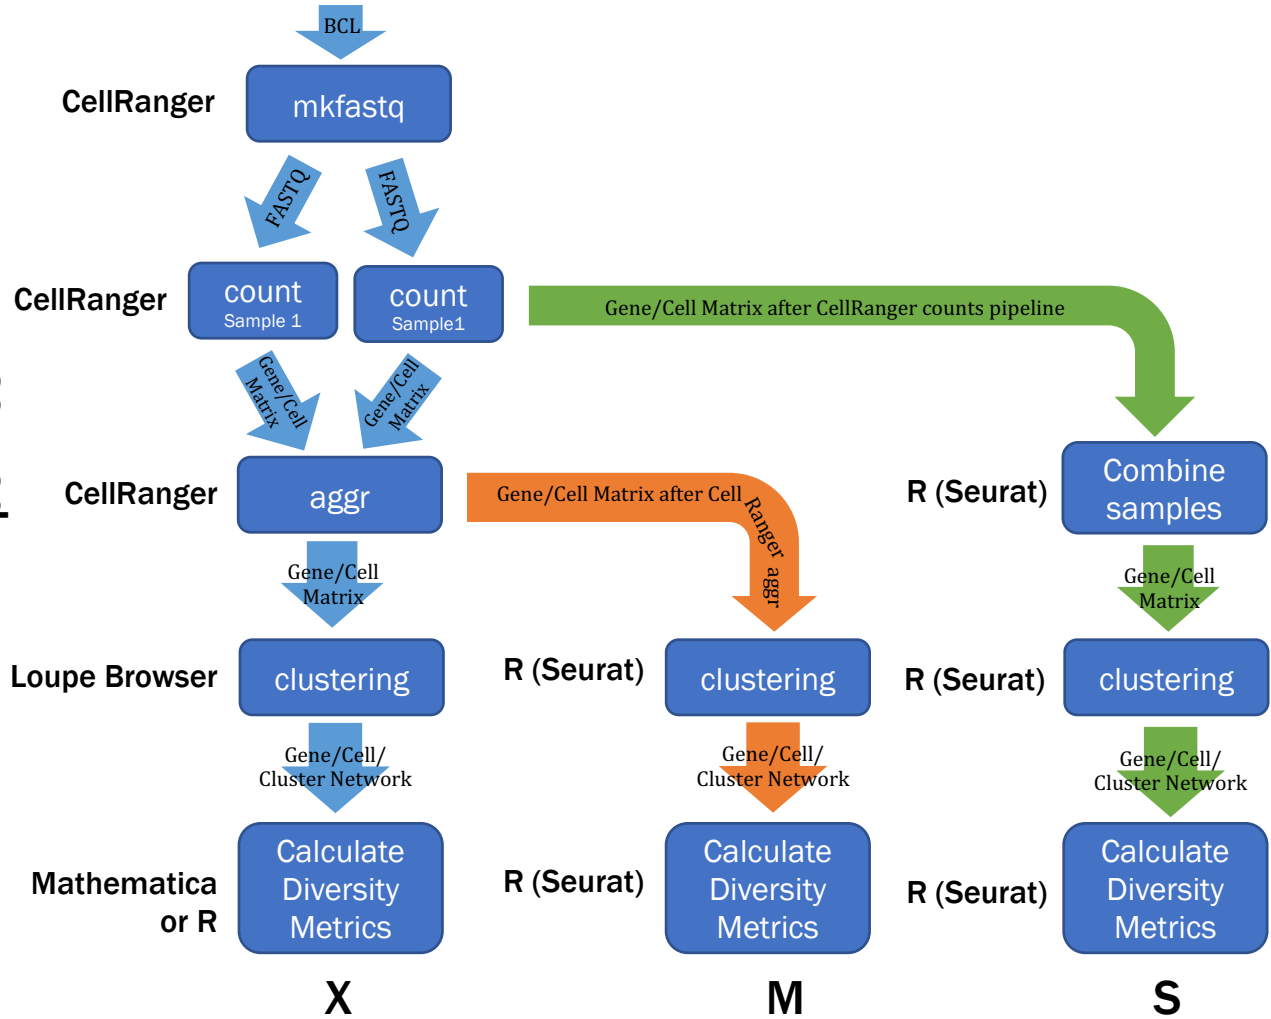 BCL
CellRanger
mkfastq
FASTQ
FASTQ
CellRanger
count
Sample 1
count
Sample1
Gene/Cell Matrix after CellRanger counts pipeline
Gene/Cell
Matrix
Gene/Cell
Matrix
CellRanger
aggr
Gene/Cell Matrix after Cell Ranger aggr
R (Seurat)
Combine
samples
Gene/Cell
Matrix
Gene/Cell
Matrix
Loupe Browser
clustering
R (Seurat)
clustering
R (Seurat)
clustering
Gene/Cell/
Cluster Network
Gene/Cell/
Cluster Network
Gene/Cell/
Cluster Network
Mathematica
or R
Calculate
Diversity
Metrics
R (Seurat)
Calculate
Diversity
Metrics
R (Seurat)
Calculate
Diversity
Metrics
X
M
S